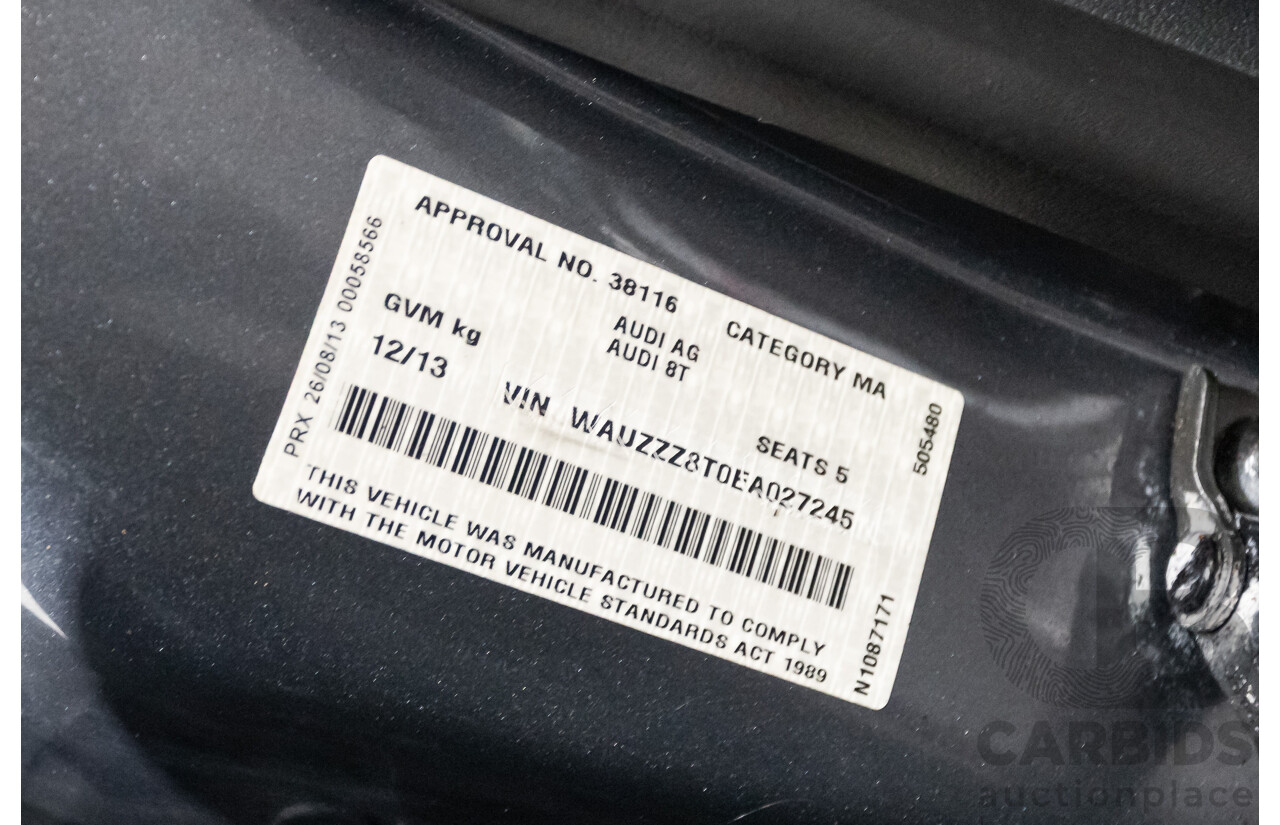 APPROVAL NO. 38116 CATEGORY MA
AUDI AG
AUDI 8T
GVM kg
12/13
SEATS 5
VIN WAUZZZ8T0EA027245
THIS VEHICLE WAS MANUFACTURED TO COMPLY
WITH THE MOTOR VEHICLE STANDARDS ACT 1989
PRX 26/08/13 00058566
505480
N1087171
CARBIDS
auctionplace